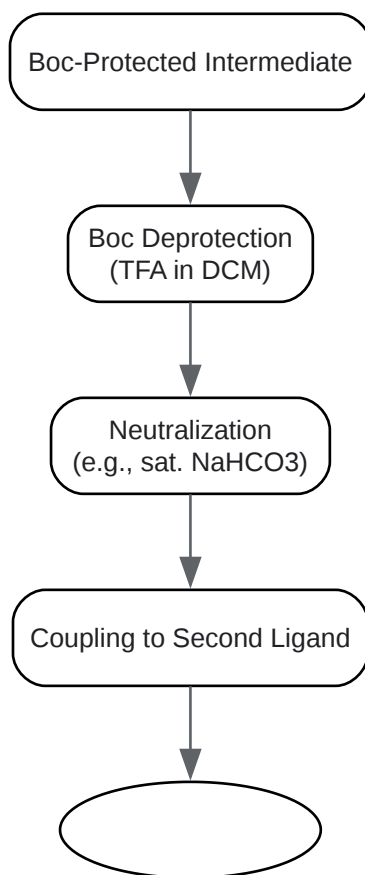 Boc-Protected Intermediate
Boc Deprotection
(TFA in DCM)
Neutralization
(e.g., sat. NaHCO3)
Coupling to Second Ligand